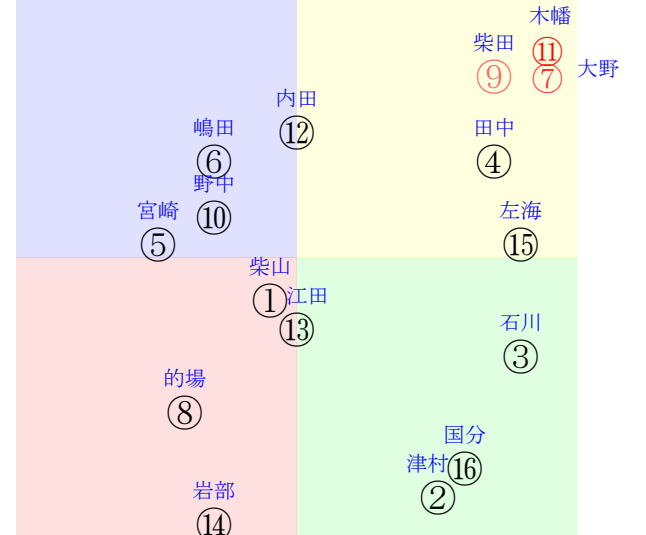 木幡
柴田
⑪
⑨
⑦
大野
内田
⑫
嶋田
田中
⑥
④
野中
宮崎
⑩
左海
⑤
⑮
柴山
①
江田
⑬
石川
③
的場
⑧
国分
津村
⑯
②
岩部
⑭